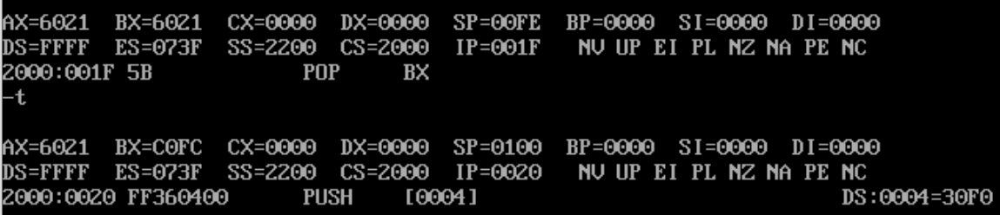 AX=6021 BX=6021 CX=0000 DX=0000 SP=00FE BP=0000 SI=0000 DI=0000
DS=FFFF ES=073F SS=2200 CS=2000 IP=001F NV UP EI PL NZ NA PE NC
2000:001F 5B POP BX
-t
AX=6021 BX=C0FC CX=0000 DX=0000 SP=0100 BP=0000 SI=0000 DI=0000
DS=FFFF ES=073F SS=2200 CS=2000 IP=0020 NV UP EI PL NZ NA PE NC
2000:0020 FF360400 PUSH [0004] DS:0004=30F0